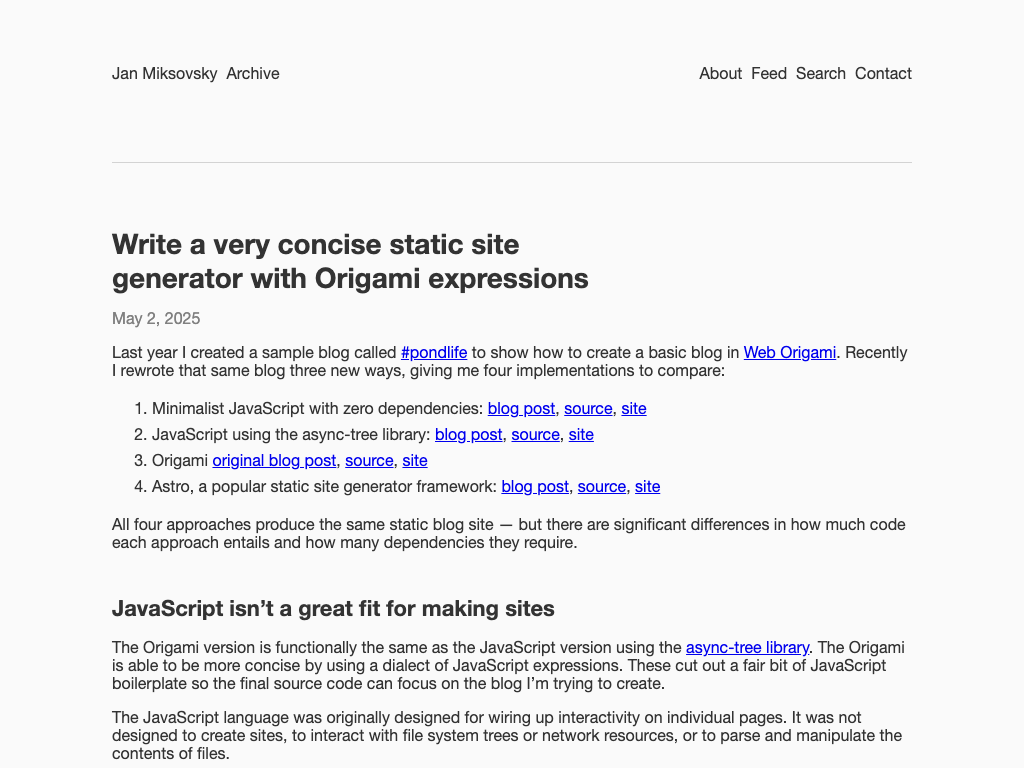 Jan Miksovsky Archive About Feed Search Contact
Write a very concise static site
generator with Origami expressions
May 2, 2025
Last year I created a sample blog called #pondlife to show how to create a basic blog in Web Origami. Recently
I rewrote that same blog three new ways, giving me four implementations to compare:
1. Minimalist JavaScript with zero dependencies: blog post, source, site
2. JavaScript using the async-tree library: blog post, source, site
3. Origami original blog post, source, site
4. Astro, a popular static site generator framework: blog post, source, site
All four approaches produce the same static blog site — but there are significant differences in how much code
each approach entails and how many dependencies they require.
JavaScript isn’t a great fit for making sites
The Origami version is functionally the same as the JavaScript version using the async-tree library. The Origami
is able to be more concise by using a dialect of JavaScript expressions. These cut out a fair bit of JavaScript
boilerplate so the final source code can focus on the blog I’m trying to create.
The JavaScript language was originally designed for wiring up interactivity on individual pages. It was not
designed to create sites, to interact with file system trees or network resources, or to parse and manipulate the
contents of files.